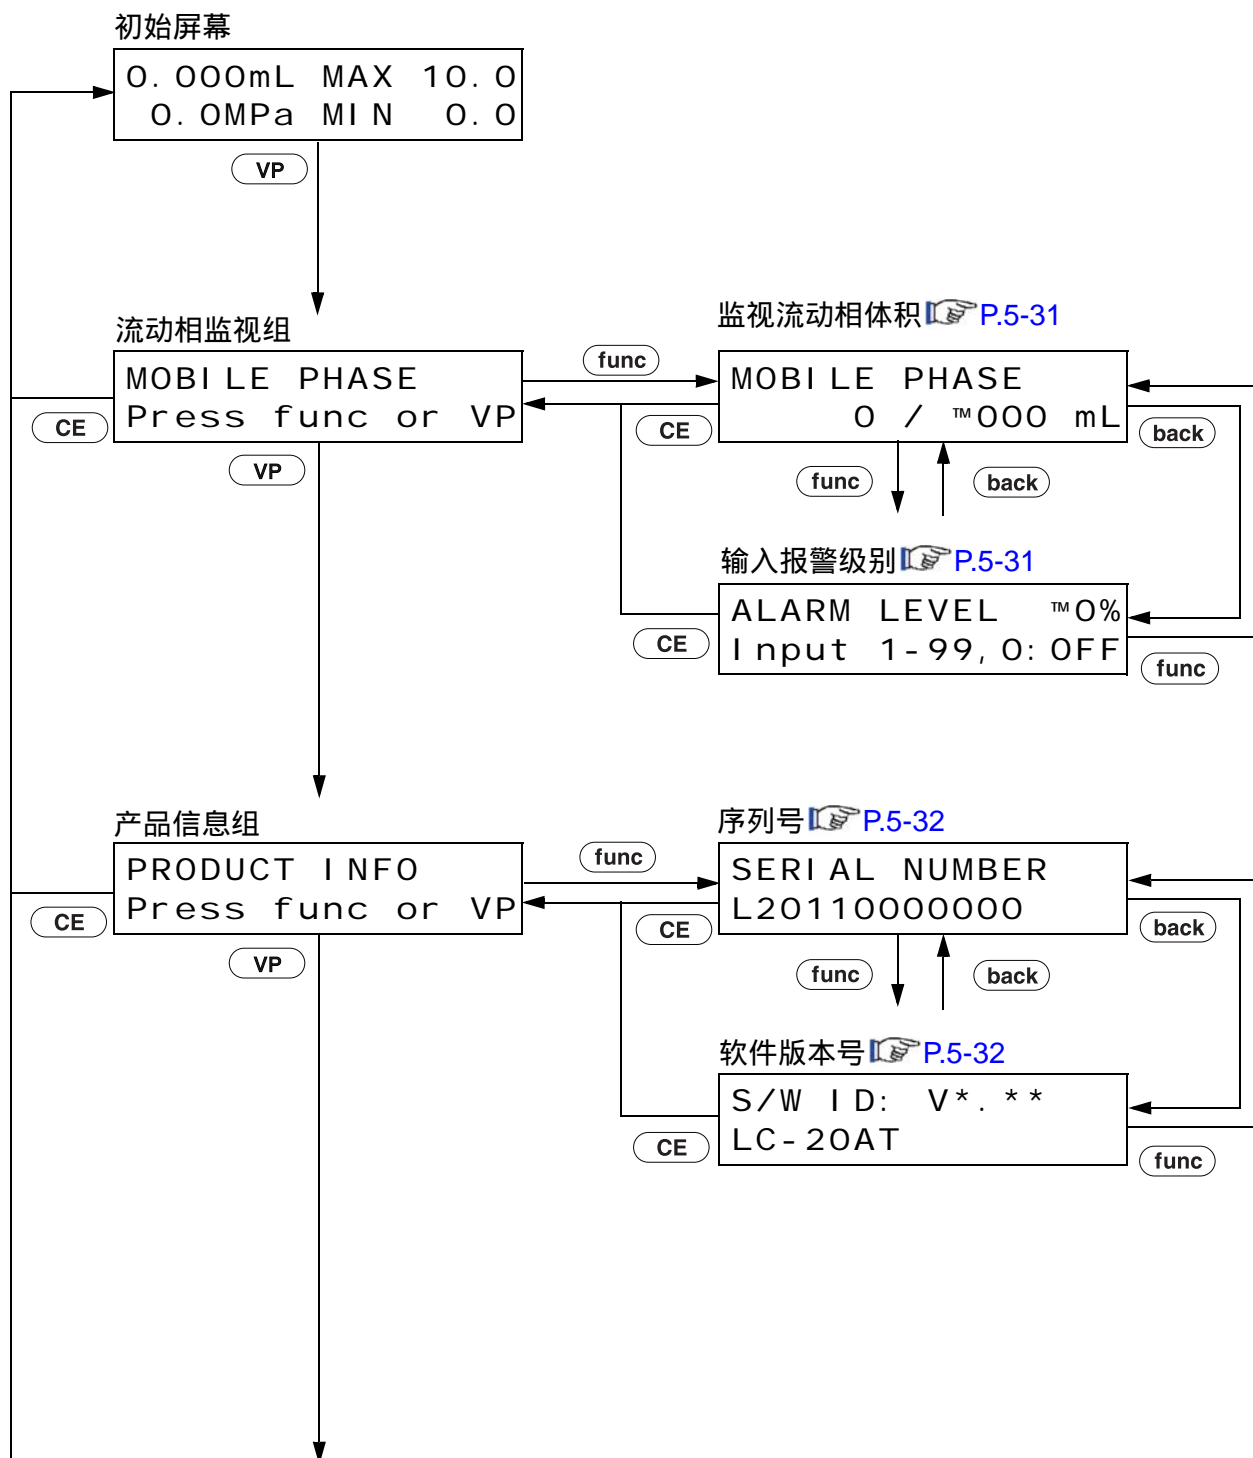 初始屏幕
0.000mL MAX 10.0
0.0MPa MIN 0.0
VP
流动相监视组
MOBILE PHASE
Press func or VP
func
CE
CE
VP
监视流动相体积 P.5-31
MOBILE PHASE
0 / ™000 mL
back
func
back
输入报警级别 P.5-31
ALARM LEVEL ™0%
Input 1-99,0:OFF
CE
func
产品信息组
PRODUCT INFO
Press func or VP
func
CE
CE
VP
序列号 P.5-32
SERIAL NUMBER
L20110000000
back
func
back
软件版本号 P.5-32
S/W ID: V*.**
LC-20AT
CE
func